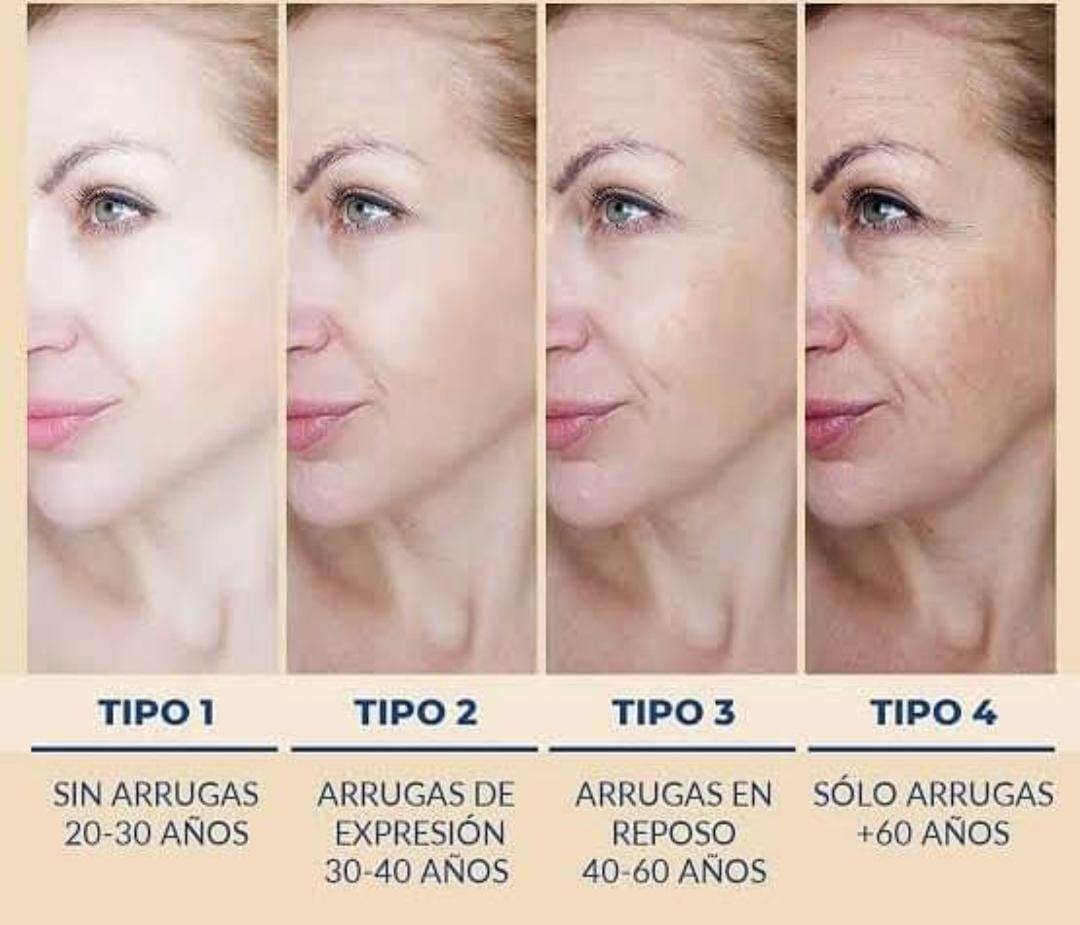 TIPO 1
SIN ARRUGAS
20-30 AÑOS
TIPO 2
ARRUGAS DE
EXPRESIÓN
30-40 AÑOS
TIPO 3
ARRUGAS EN
REPOSO
40-60 AÑOS
TIPO 4
SÓLO ARRUGAS
+60 AÑOS